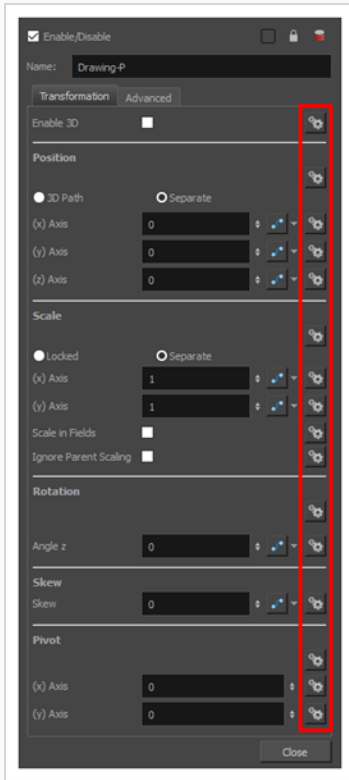 Enable/Disable
Name: Drawing-P
Transformation Advanced
Enable 3D
Position
3D Path Separate
(x) Axis 0
(y) Axis 0
(z) Axis 0
Scale
Locked Separate
(x) Axis 1
(y) Axis 1
Scale in Fields
Ignore Parent Scaling
Rotation
Angle z 0
Skew
Skew 0
Pivot
(x) Axis 0
(y) Axis 0
Close